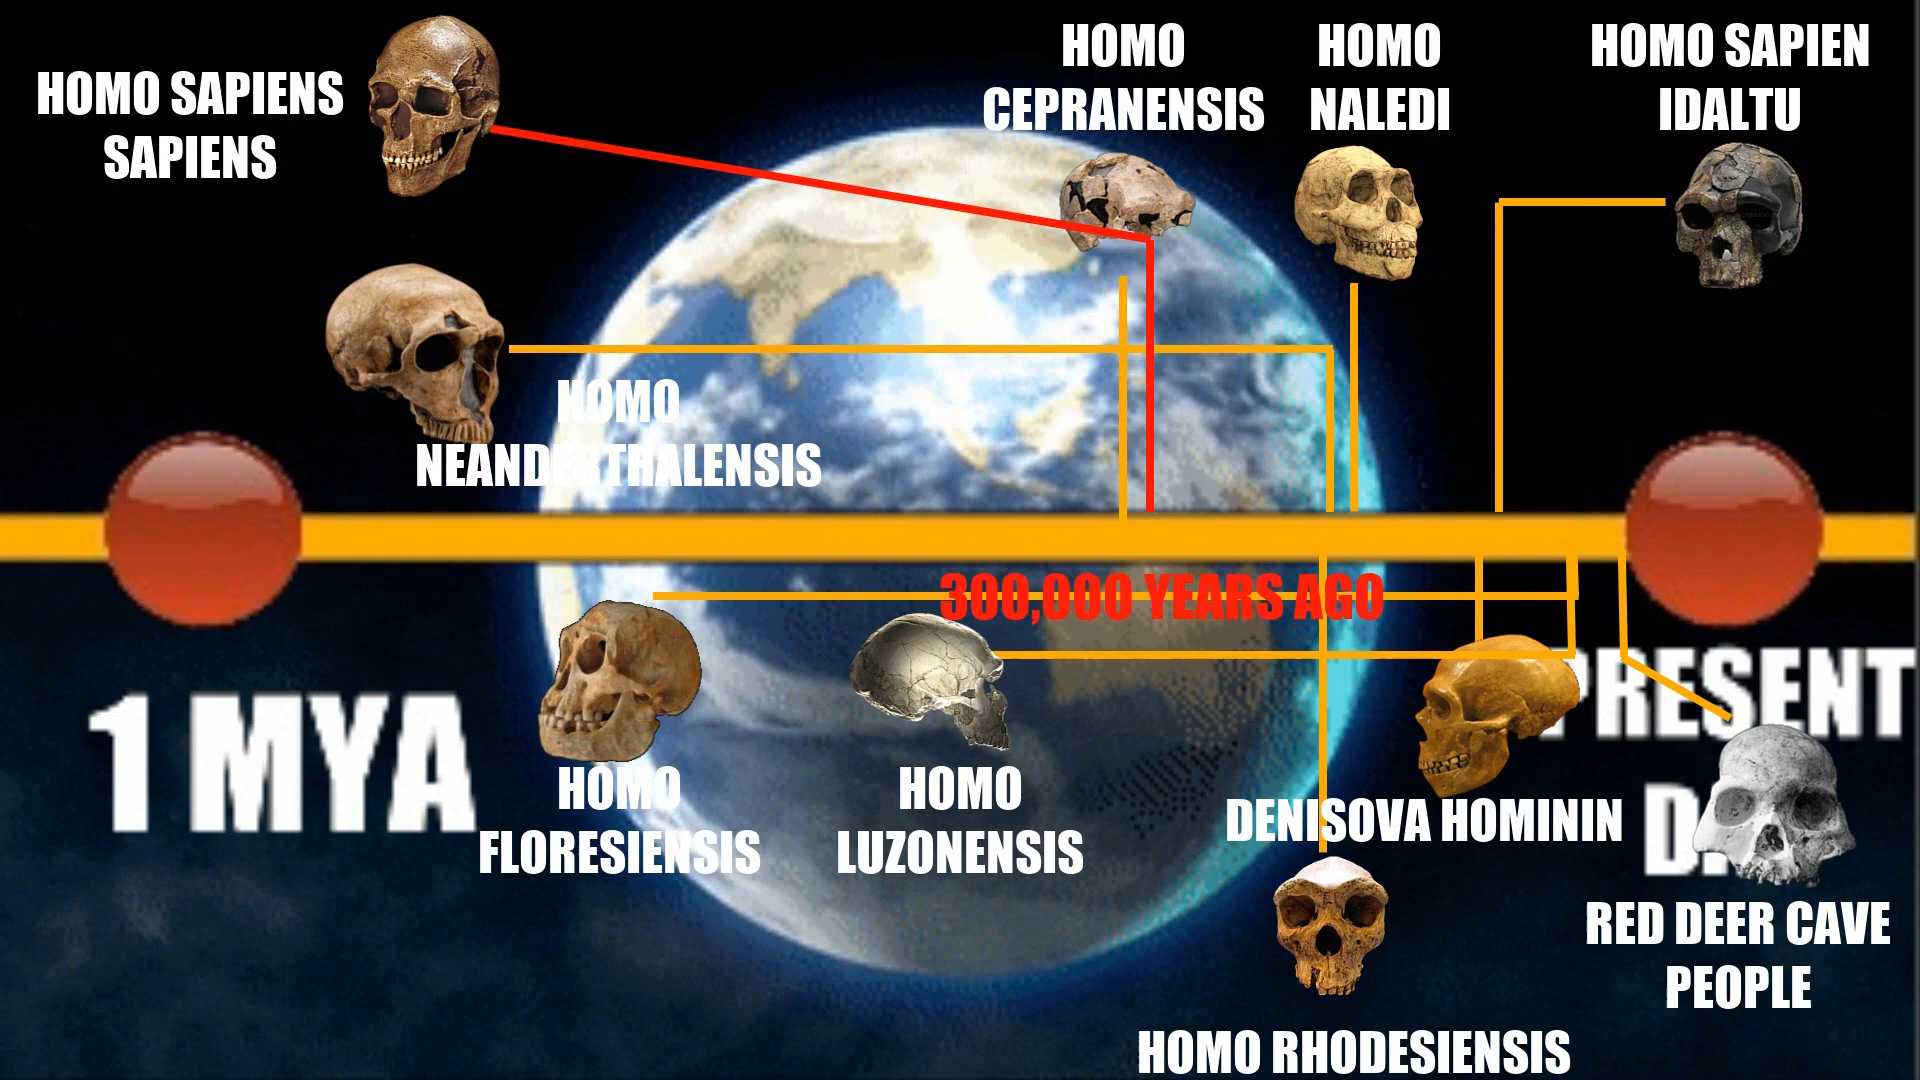 HOMO SAPIENS
SAPIENS
HOMO
CEPRANENSIS
HOMO
NALEDI
HOMO SAPIEN
IDALTU
HOMO
NEANDERTHALENSIS
300,000 YEARS AGO
1 MYA
PRESENT
HOMO
FLORESIENSIS
HOMO
LUZONENSIS
DENISOVA HOMININ
RED DEER CAVE
PEOPLE
HOMO RHODESIENSIS